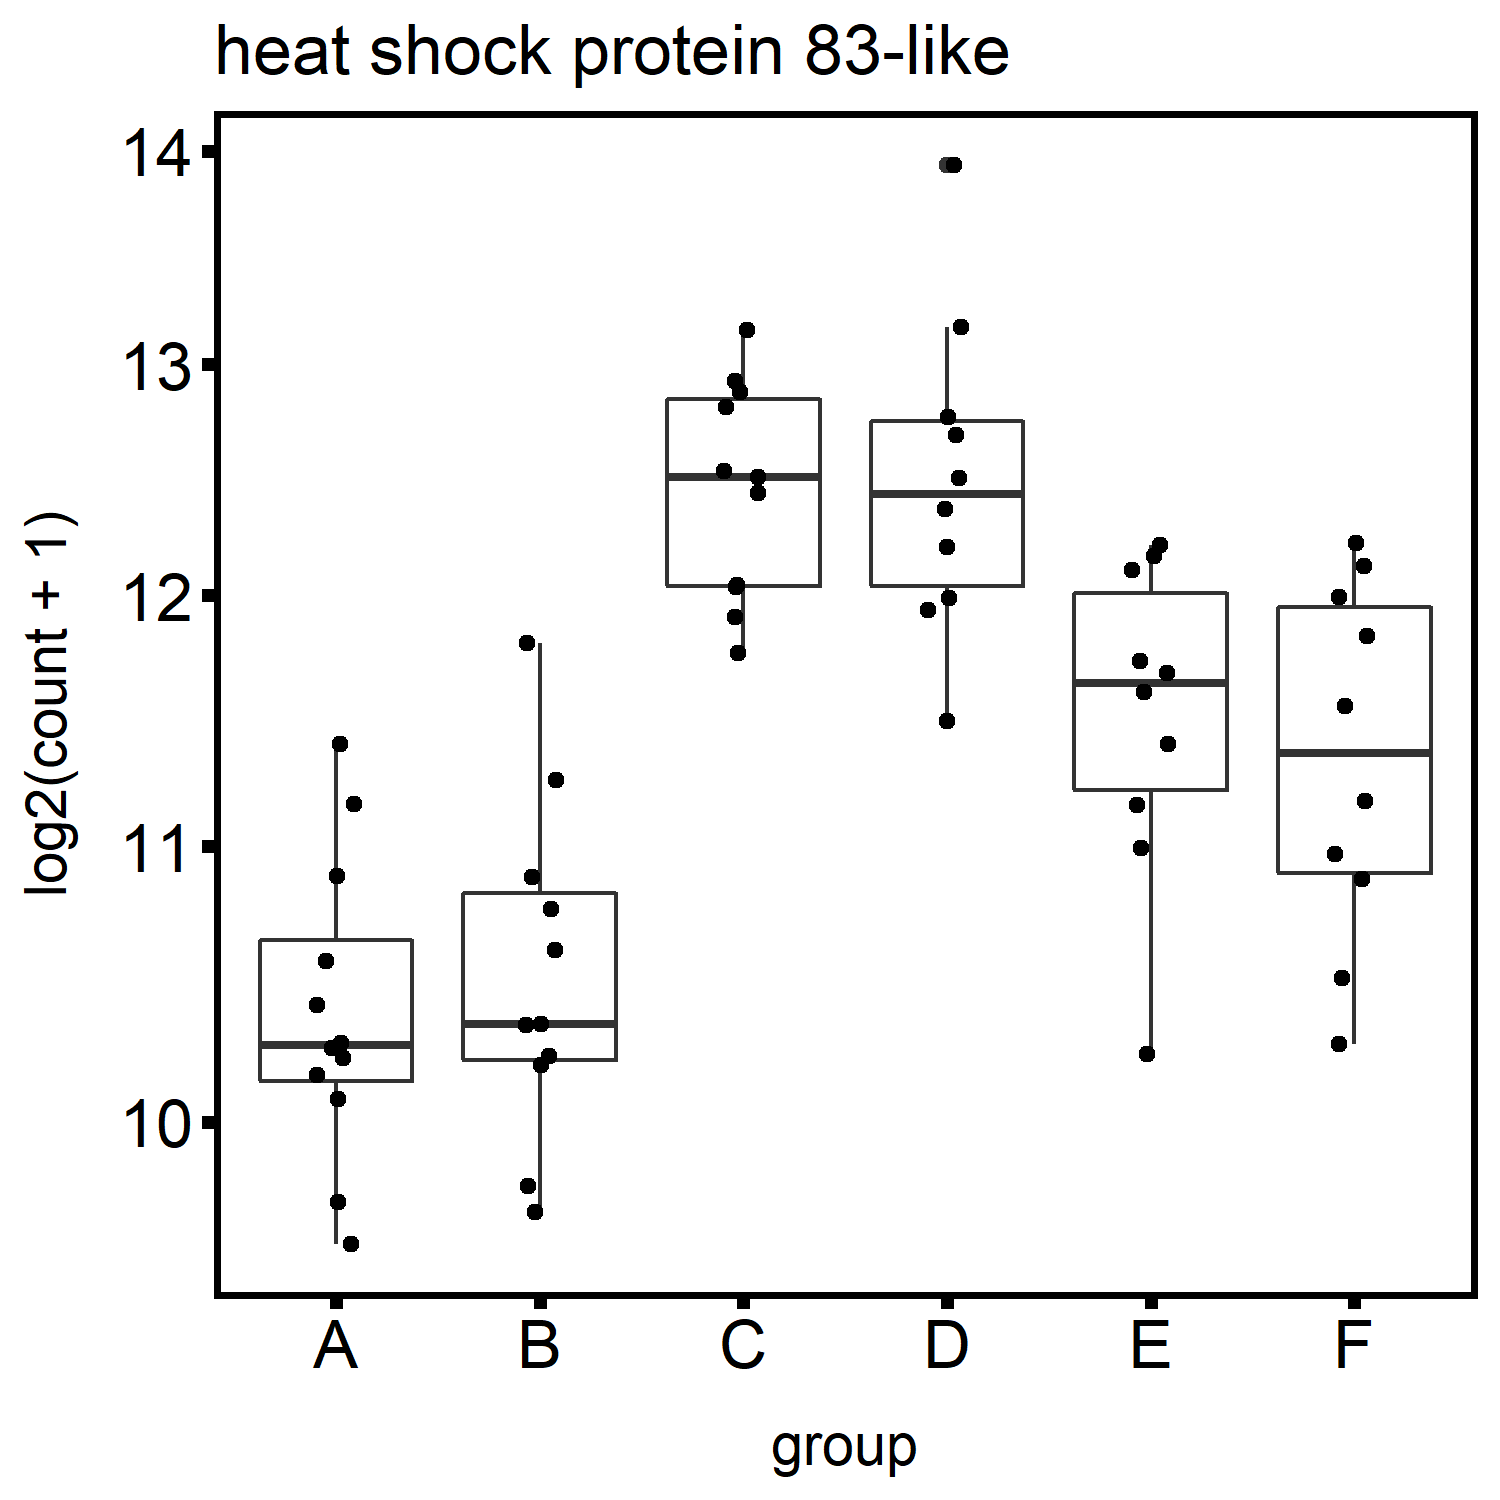 heat shock protein 83-like
14
13
12
11
10
log2(count + 1)
A B C D E F
group